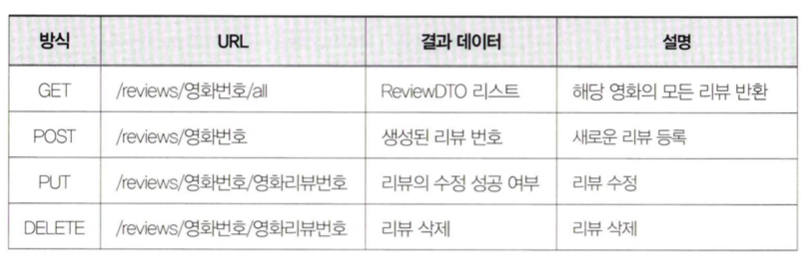 방식 URL 결과 데이터 설명
GET /reviews/영화번호/all ReviewDTO 리스트 해당 영화의 모든 리뷰 반환
POST /reviews/영화번호 생성된 리뷰 번호 새로운 리뷰 등록
PUT /reviews/영화번호/영화리뷰번호 리뷰의 수정 성공 여부 리뷰 수정
DELETE /reviews/영화번호/영화리뷰번호 리뷰 삭제 리뷰 삭제